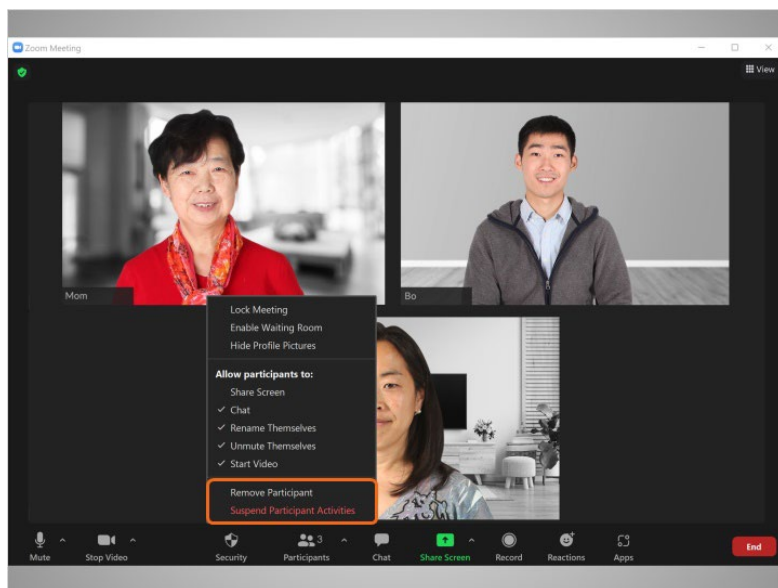 Zoom Meeting
View
Mom
Bo
Lock Meeting
Enable Waiting Room
Hide Profile Pictures
Allow participants to:
Share Screen
Chat
Rename Themselves
Unmute Themselves
Start Video
Remove Participant
Suspend Participant Activities
Mute
Stop Video
Security
Participants
3
Chat
Share Screen
Record
Reactions
Apps
End